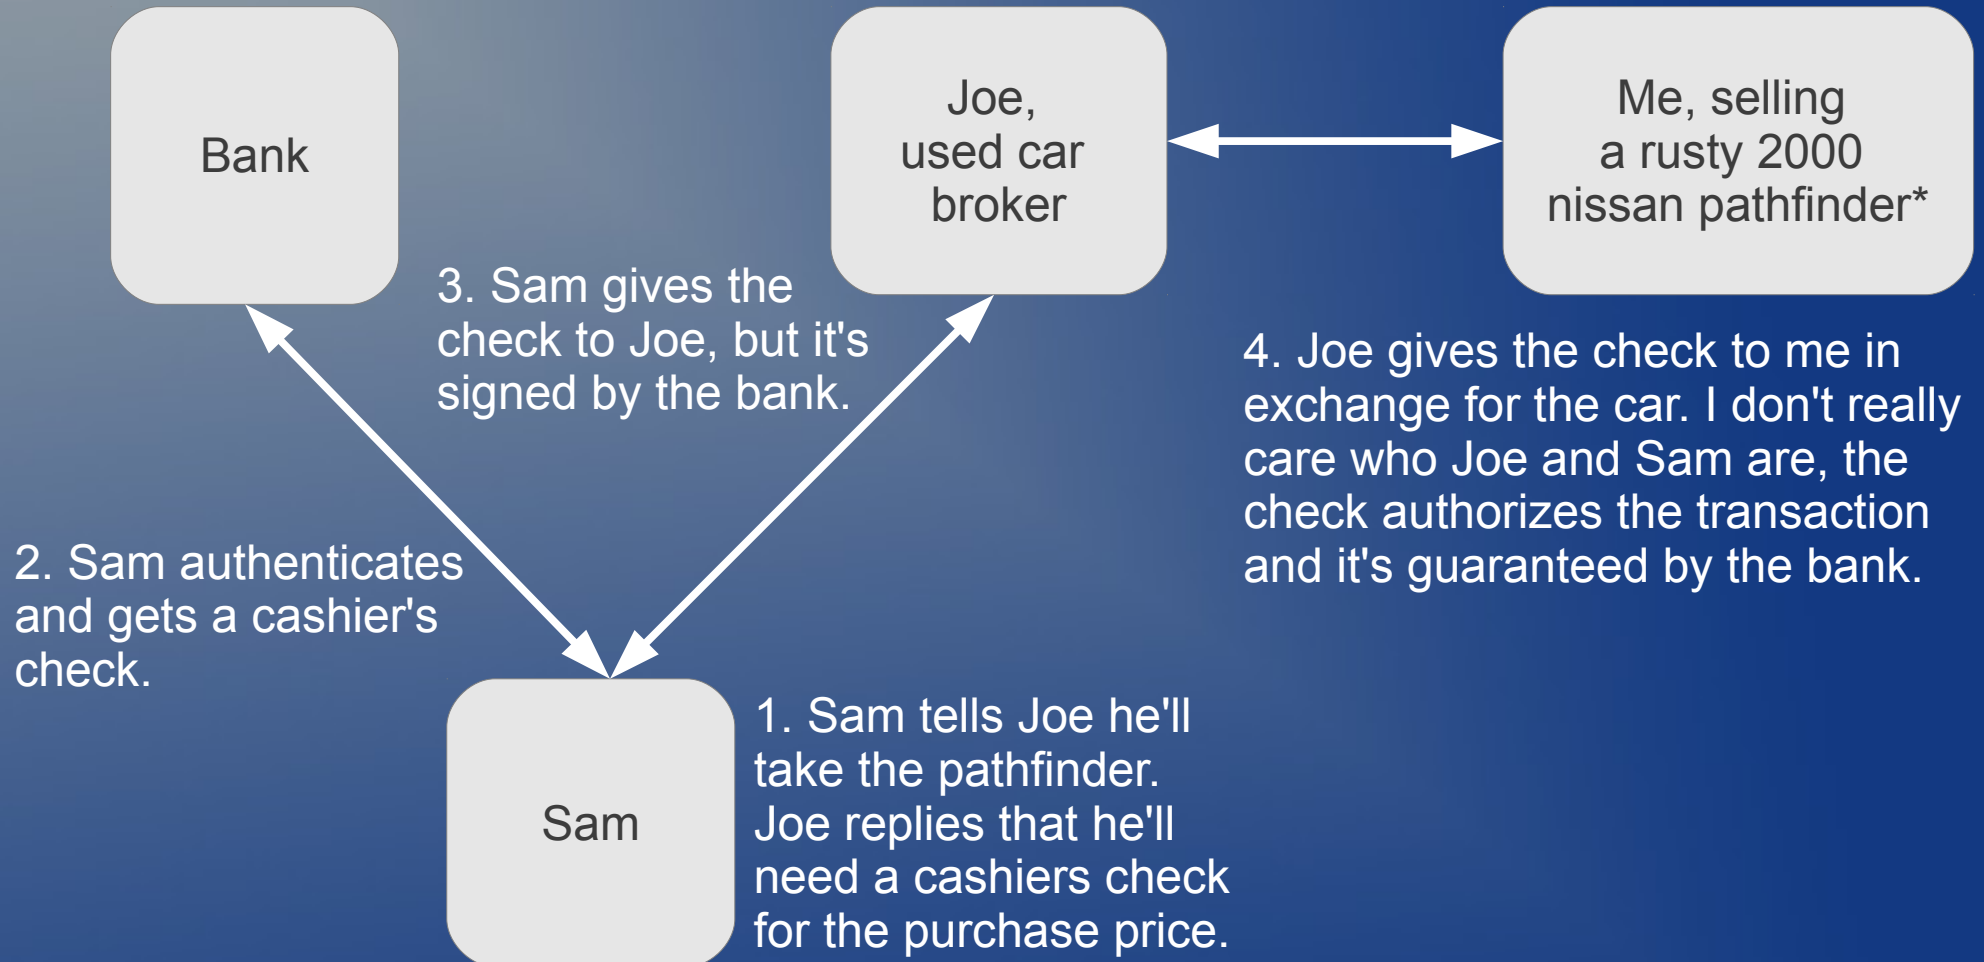 Bank
Joe,
used car
broker
Me, selling
a rusty 2000
nissan pathfinder*
3. Sam gives the
check to Joe, but it's
signed by the bank.
4. Joe gives the check to me in
exchange for the car. I don't really
care who Joe and Sam are, the
check authorizes the transaction
and it's guaranteed by the bank.
2. Sam authenticates
and gets a cashier's
check.
Sam
1. Sam tells Joe he'll
take the pathfinder.
Joe replies that he'll
need a cashiers check
for the purchase price.